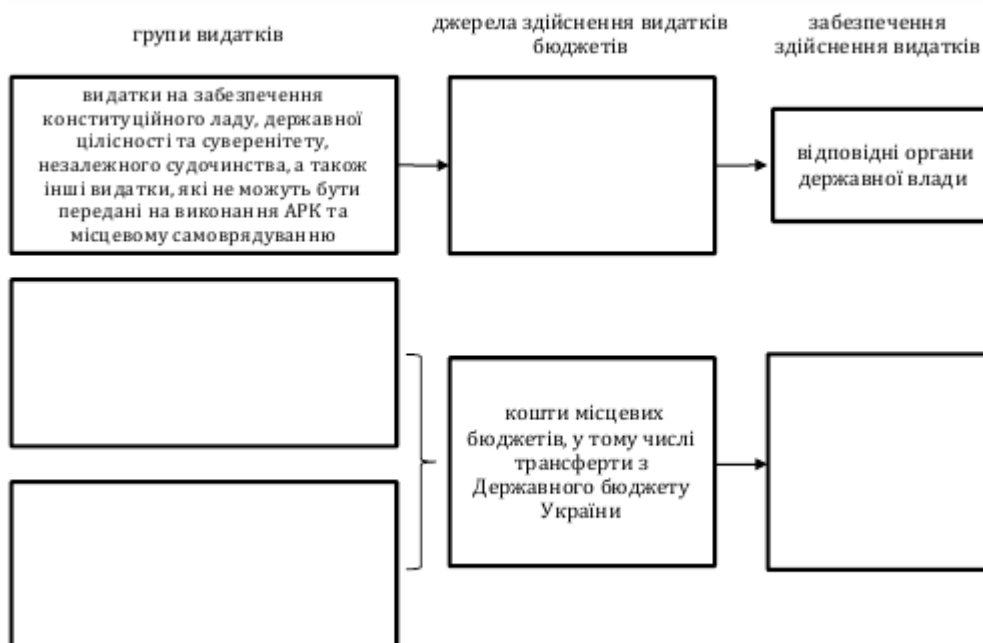 групи видатків
джерела здійснення видатків
бюджетів
забезпечення
здійснення видатків
видатки на забезпечення
конституційного ладу, державної
цілісності та суверенітету,
незалежного судочинства, а також
інші видатки, які не можуть бути
передані на виконання АРК та
місцевому самоврядуванню
відповідні органи
державної влади
кошти місцевих
бюджетів, у тому числі
трансферти з
Державного бюджету
України